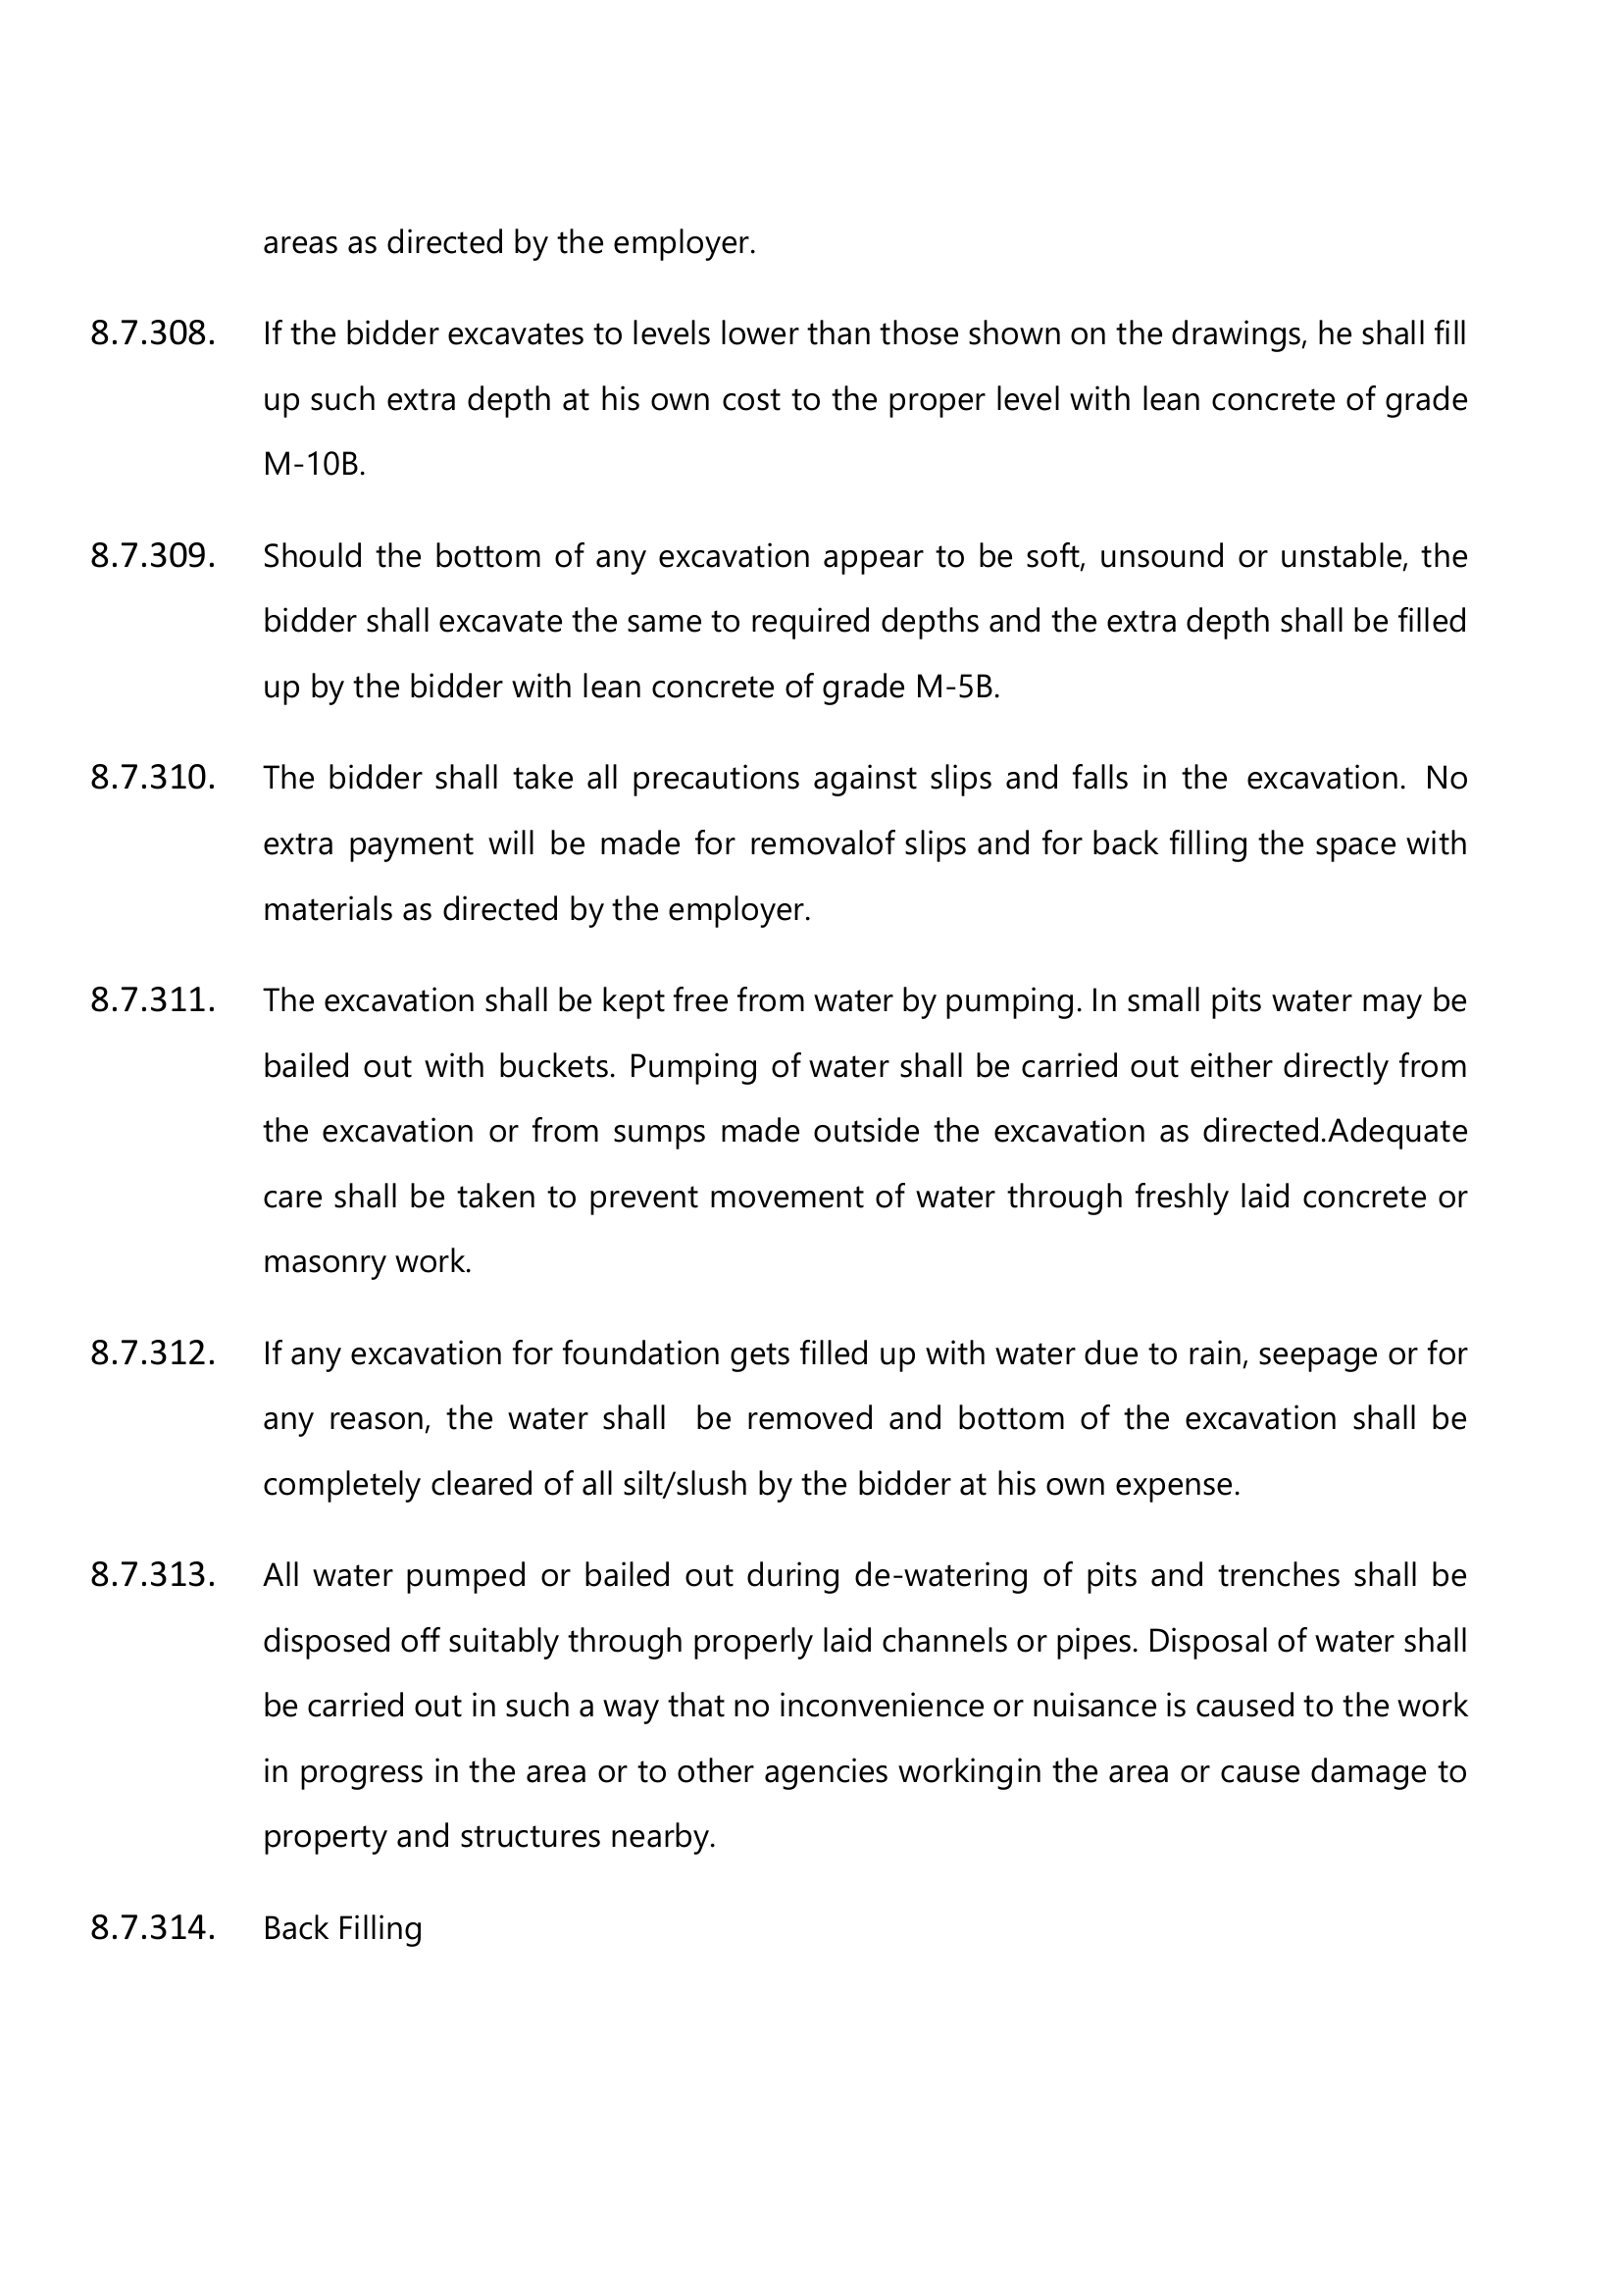 areas as directed by the employer.
8.7.308. If the bidder excavates to levels lower than those shown on the drawings, he shall fill
up such extra depth at his own cost to the proper level with lean concrete of grade
M-10B.
8.7.309. Should the bottom of any excavation appear to be soft, unsound or unstable, the
bidder shall excavate the same to required depths and the extra depth shall be filled
up by the bidder with lean concrete of grade M-5B.
8.7.310. The bidder shall take all precautions against slips and falls in the excavation. No
extra payment will be made for removalof slips and for back filling the space with
materials as directed by the employer.
8.7.311. The excavation shall be kept free from water by pumping. In small pits water may be
bailed out with buckets. Pumping of water shall be carried out either directly from
the excavation or from sumps made outside the excavation as directed.Adequate
care shall be taken to prevent movement of water through freshly laid concrete or
masonry work.
8.7.312. If any excavation for foundation gets filled up with water due to rain, seepage or for
any reason, the water shall be removed and bottom of the excavation shall be
completely cleared of all silt/slush by the bidder at his own expense.
8.7.313. All water pumped or bailed out during de-watering of pits and trenches shall be
disposed off suitably through properly laid channels or pipes. Disposal of water shall
be carried out in such a way that no inconvenience or nuisance is caused to the work
in progress in the area or to other agencies workingin the area or cause damage to
property and structures nearby.
8.7.314. Back Filling